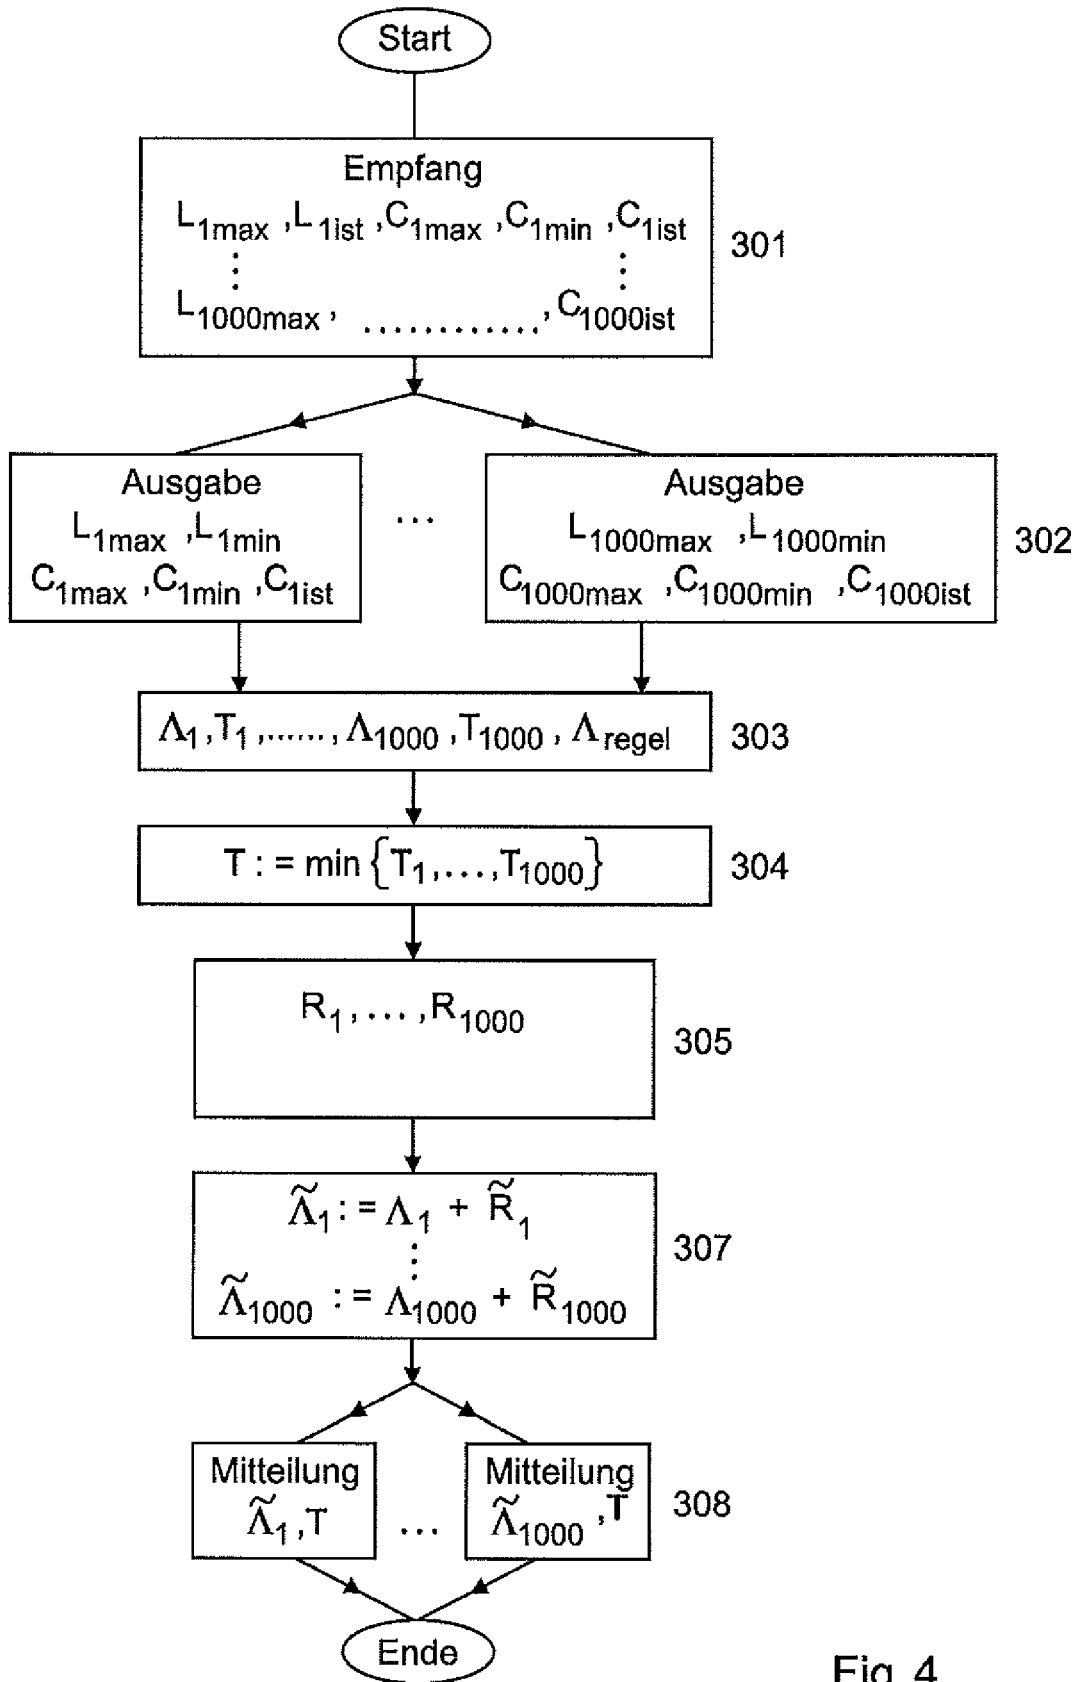 Start
Empfang
L1max ,L1ist ,C1max ,C1min ,C1ist
⋮ ⋮
L1000max , ............, C1000ist
301
Ausgabe
L1max ,L1min
C1max ,C1min ,C1ist
...
Ausgabe
L1000max ,L1000min
C1000max ,C1000min ,C1000ist
302
Λ1,T1,......,Λ1000,T1000,Λregel
303
T:=min{T1,...,T1000}
304
R1,...,R1000
305
Λ̃1:=Λ1 + R̃1
⋮
Λ̃1000 :=Λ1000 + R̃1000
307
Mitteilung
Λ̃1,T
...
Mitteilung
Λ̃1000 ,T
308
Ende
Fig. 4